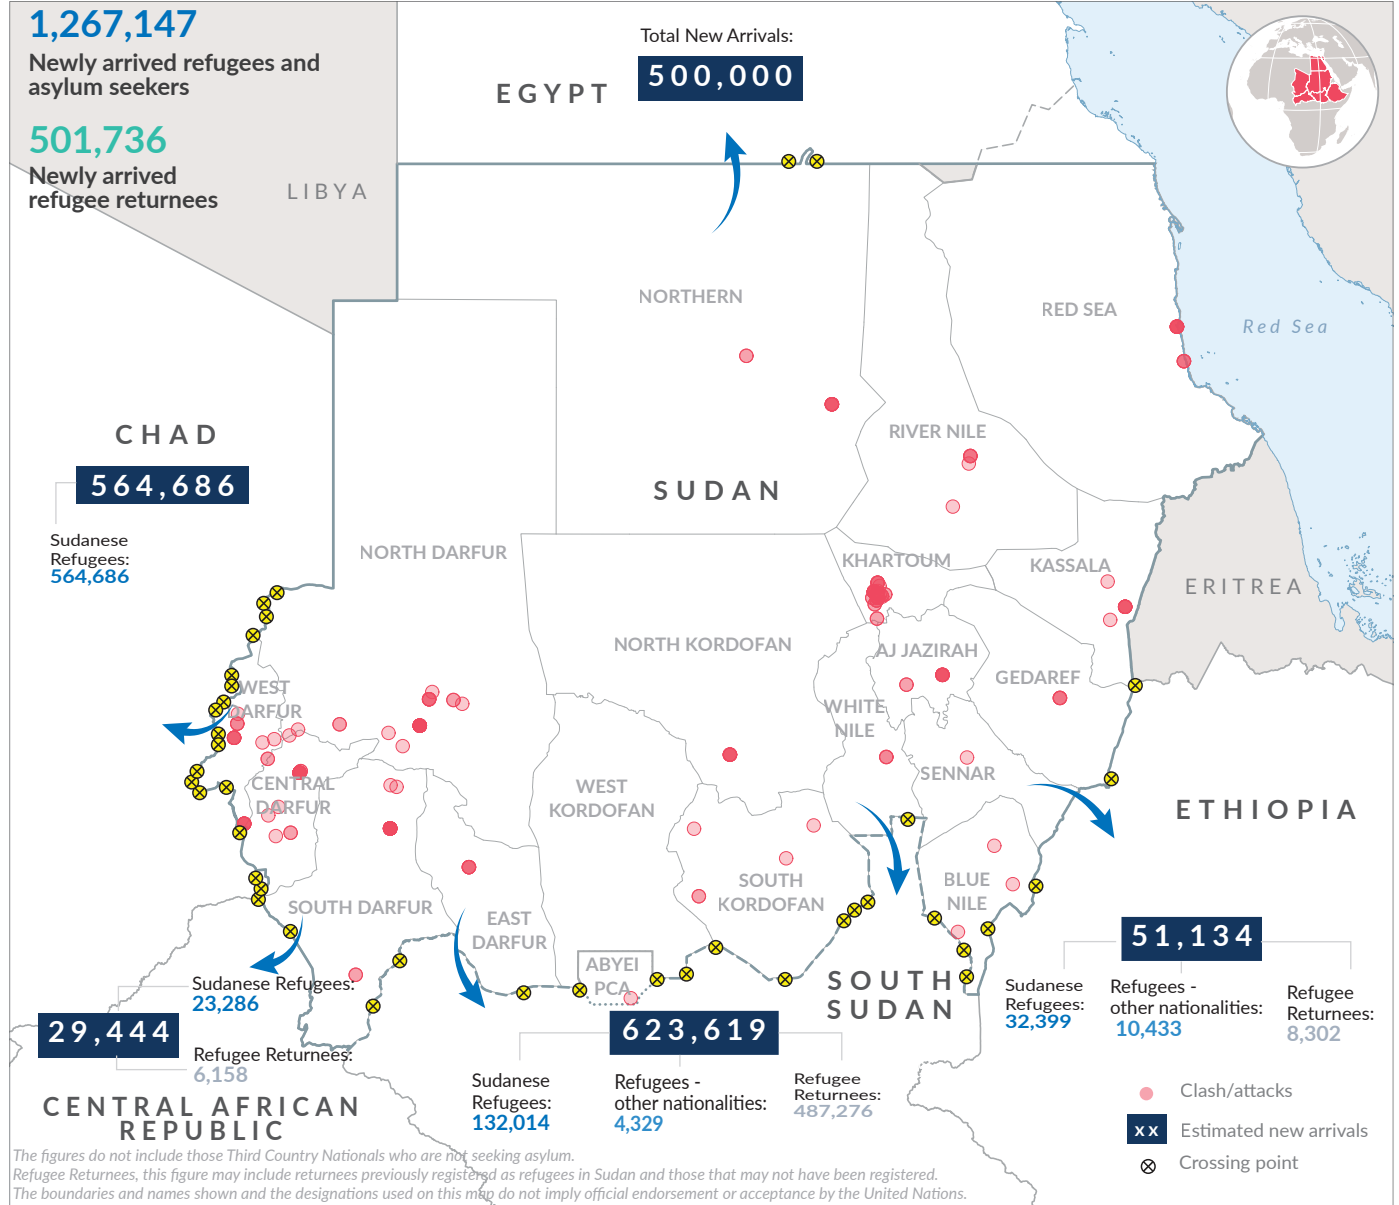 1,267,147
Newly arrived refugees and
asylum seekers
501,736
Newly arrived
refugee returnees
LIBYA
EGYPT
Total New Arrivals:
500,000
Red Sea
NORTHERN
RED SEA
RIVER NILE
CHAD
564,686
Sudanese
Refugees:
564,686
SUDAN
NORTH DARFUR
KHARTOUM
KASSALA
ERITREA
NORTH KORDOFAN
AJ JAZIRAH
GEDAREF
WEST
DARFUR
WHITE
NILE
SENNAR
CENTRAL
DARFUR
WEST
KORDOFAN
ETHIOPIA
SOUTH
KORDOFAN
BLUE
NILE
SOUTH DARFUR
EAST
DARFUR
ABYEI
PCA
SOUTH
SUDAN
51,134
Sudanese
Refugees:
32,399
Refugees -
other nationalities:
10,433
Refugee
Returnees:
8,302
Sudanese Refugees:
23,286
29,444
Refugee Returnees:
6,158
CENTRAL AFRICAN
REPUBLIC
623,619
Sudanese
Refugees:
132,014
Refugees -
other nationalities:
4,329
Refugee
Returnees:
487,276
Clash/attacks
xx Estimated new arrivals
Crossing point
The figures do not include those Third Country Nationals who are not seeking asylum.
Refugee Returnees, this figure may include returnees previously registered as refugees in Sudan and those that may not have been registered.
The boundaries and names shown and the designations used on this map do not imply official endorsement or acceptance by the United Nations.